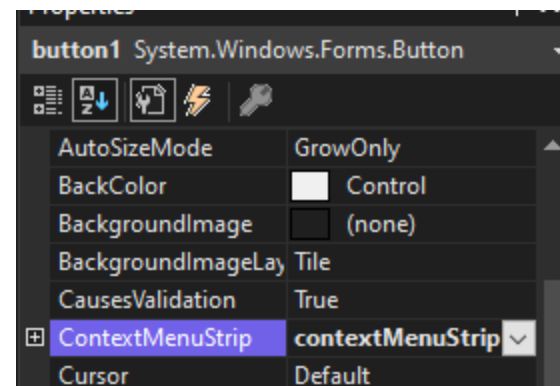 Properties
button1 System.Windows.Forms.Button
AutoSizeMode GrowOnly
BackColor Control
BackgroundImage (none)
BackgroundImageLay Tile
CausesValidation True
ContextMenuStrip contextMenuStrip
Cursor Default